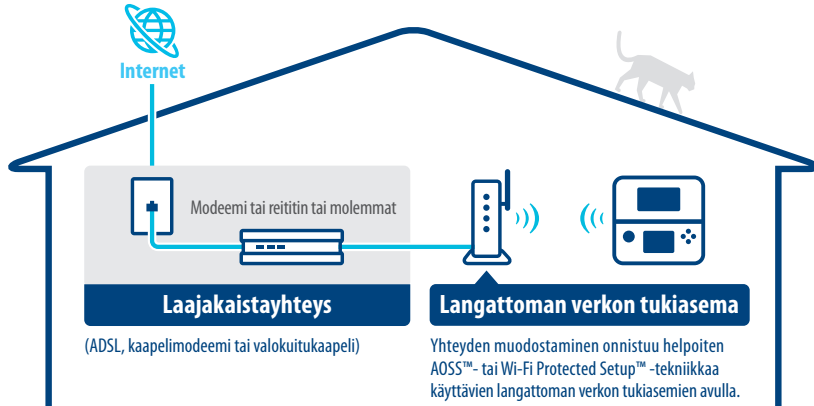 Internet
Modeemi tai reititin tai molemmat
Laajakaistayhteys
(ADSL, kaapelimodeemi tai valokuitukaapeli)
Langattoman verkon tukiasema
Yhteyden muodostaminen onnistuu helpoiten
AOSS™- tai Wi-Fi Protected Setup™ -tekniikkaa
käyttävien langattoman verkon tukiasemien avulla.